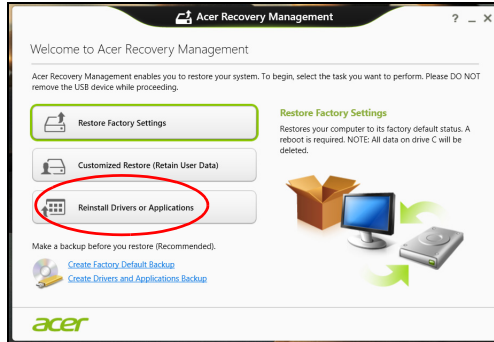 Acer Recovery Management
Welcome to Acer Recovery Management
Acer Recovery Management enables you to restore your system. To begin, select the task you want to perform. Please DO NOT
remove the USB device while proceeding.
Restore Factory Settings
Customized Restore (Retain User Data)
Reinstall Drivers or Applications
Restore Factory Settings
Restores your computer to its factory default status. A
reboot is required. NOTE: All data on drive C will be
deleted.
Make a backup before you restore (Recommended).
Create Factory Default Backup
Create Drivers and Applications Backup
acer